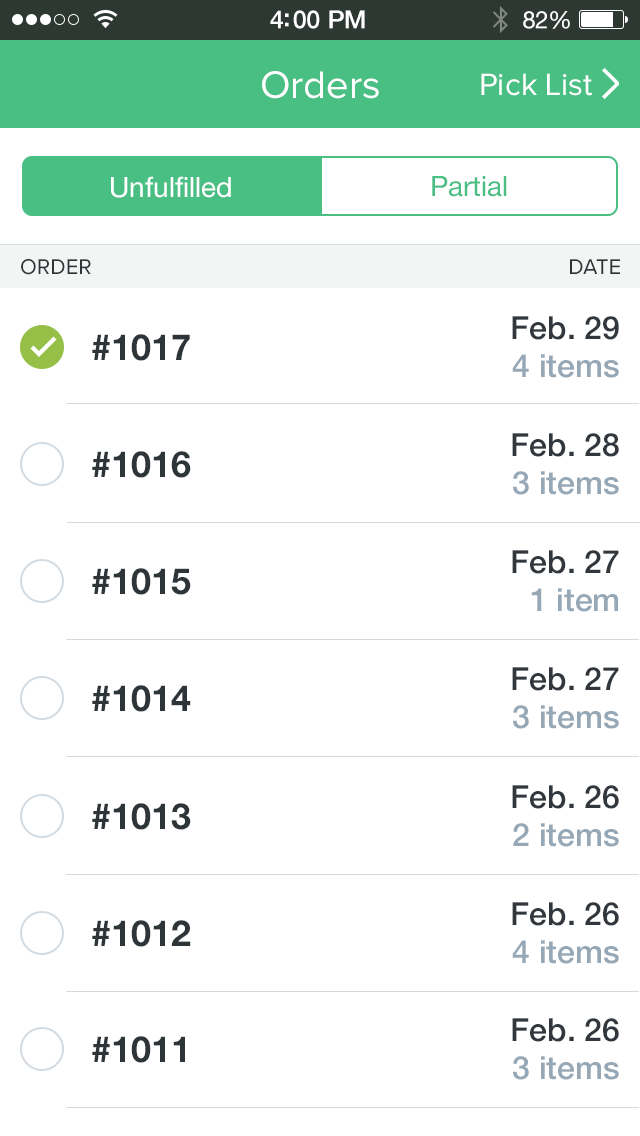 4:00 PM 82%
Orders Pick List
Unfulfilled Partial
ORDER DATE
#1017 Feb. 29
4 items
#1016 Feb. 28
3 items
#1015 Feb. 27
1 item
#1014 Feb. 27
3 items
#1013 Feb. 26
2 items
#1012 Feb. 26
4 items
#1011 Feb. 26
3 items